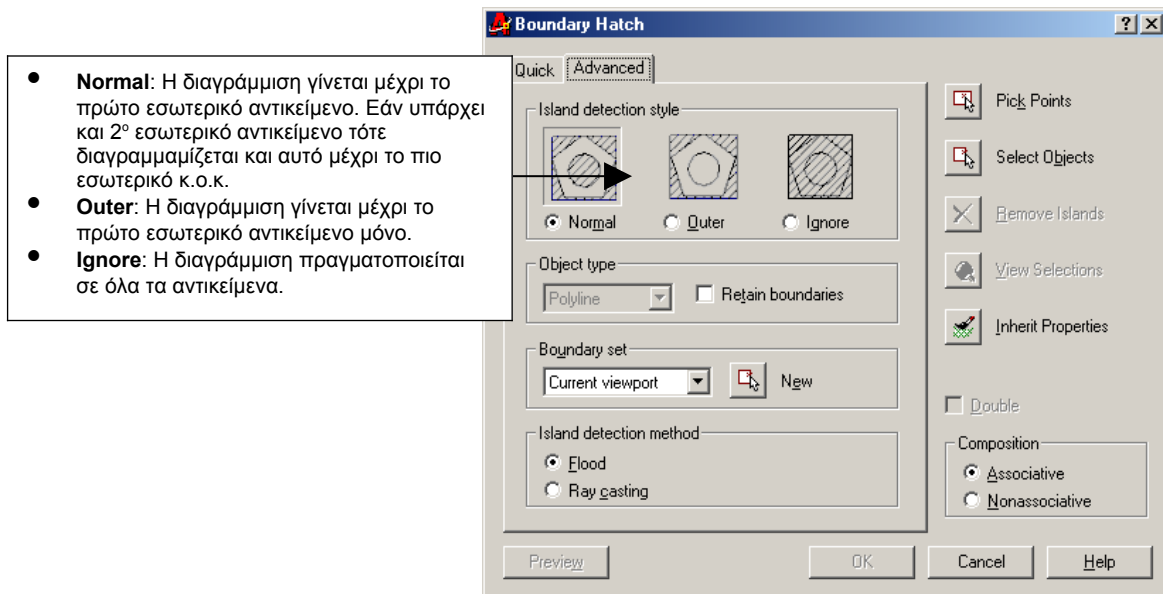 Boundary Hatch
Quick Advanced
• Normal: Η διαγράμμιση γίνεται μέχρι το
πρώτο εσωτερικό αντικείμενο. Εάν υπάρχει
και 2ο εσωτερικό αντικείμενο τότε
διαγραμμαμίζεται και αυτό μέχρι το πιο
εσωτερικό κ.ο.κ.
• Outer: Η διαγράμμιση γίνεται μέχρι το
πρώτο εσωτερικό αντικείμενο μόνο.
• Ignore: Η διαγράμμιση πραγματοποιείται
σε όλα τα αντικείμενα.
Island detection style
Normal Outer Ignore
Object type
Polyline Retain boundaries
Boundary set
Current viewport New
Island detection method
Flood
Ray casting
Pick Points
Select Objects
Remove Islands
View Selections
Inherit Properties
Double
Composition
Associative
Nonassociative
Preview OK Cancel Help